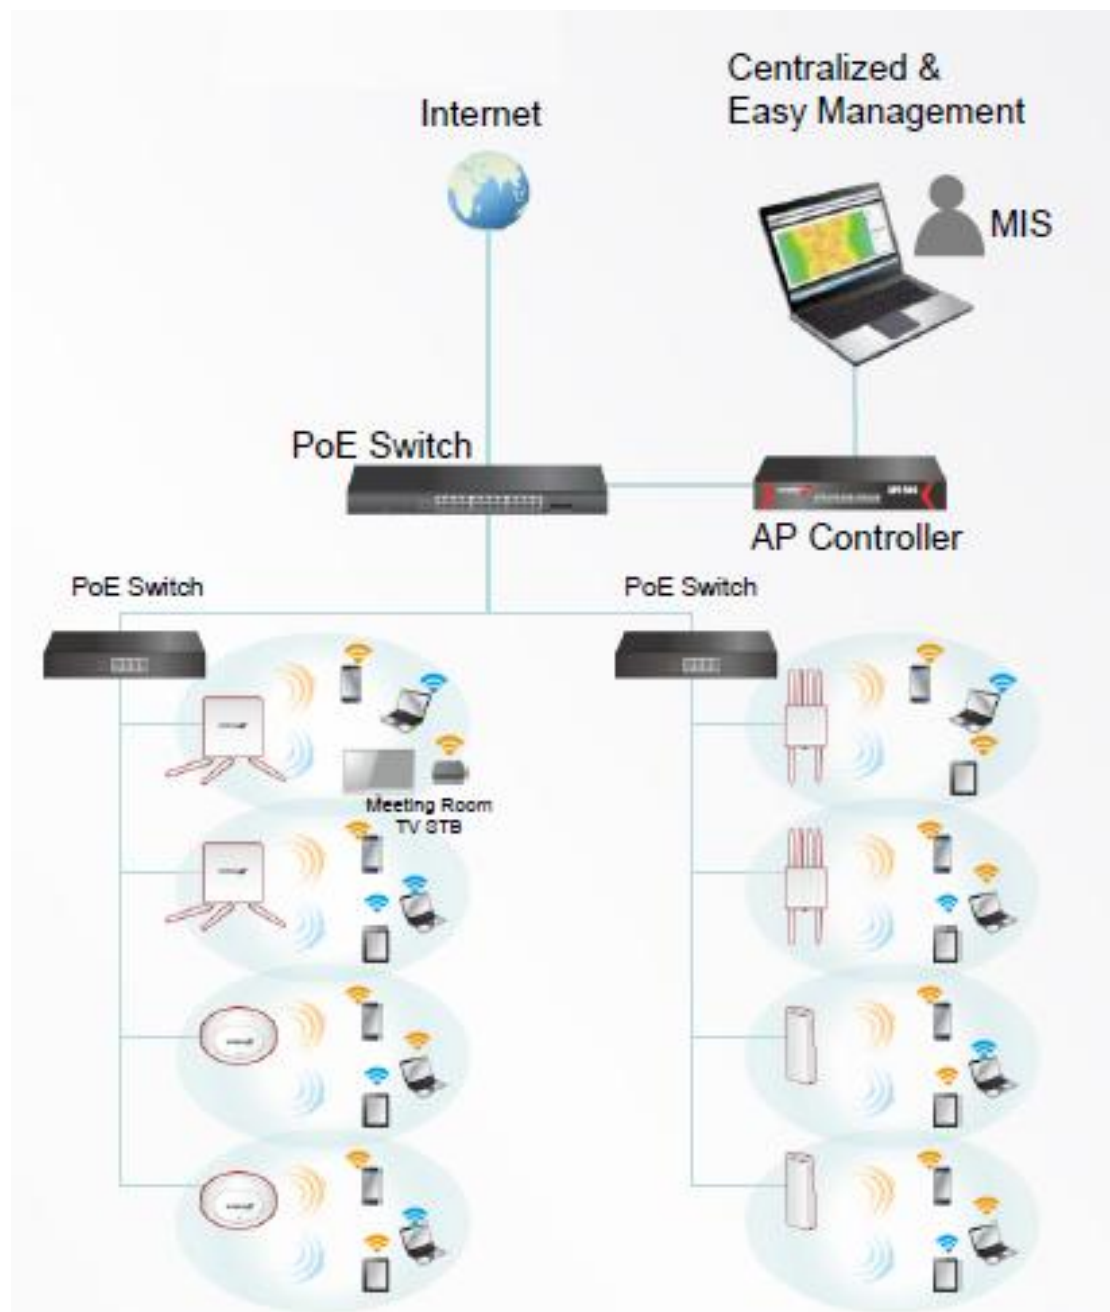 Centralized &
Easy Management
Internet
MIS
PoE Switch
AP Controller
PoE Switch
PoE Switch
Meeting Room
TV STB